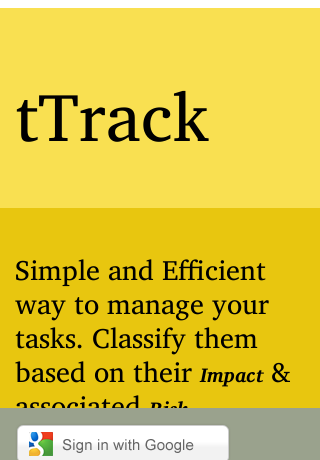 tTrack
Simple and Efficient
way to manage your
tasks. Classify them
based on their Impact &
associated Risk
Sign in with Google